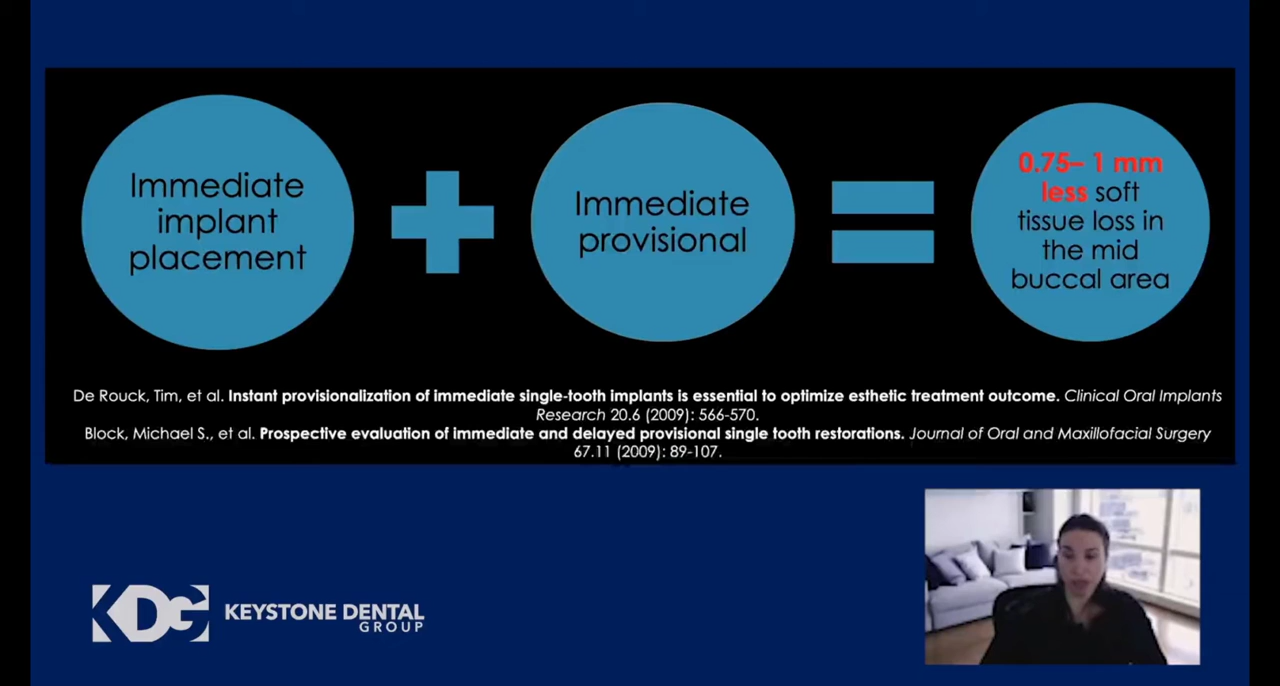 Immediate
implant
placement
Immediate
provisional
0.75– 1 mm
less soft
tissue loss in
the mid
buccal area
De Rouck, Tim, et al. Instant provisionalization of immediate single-tooth implants is essential to optimize esthetic treatment outcome. Clinical Oral Implants
Research 20.6 (2009): 566-570.
Block, Michael S., et al. Prospective evaluation of immediate and delayed provisional single tooth restorations. Journal of Oral and Maxillofacial Surgery
67.11 (2009): 89-107.
KDG KEYSTONE DENTAL
GROUP